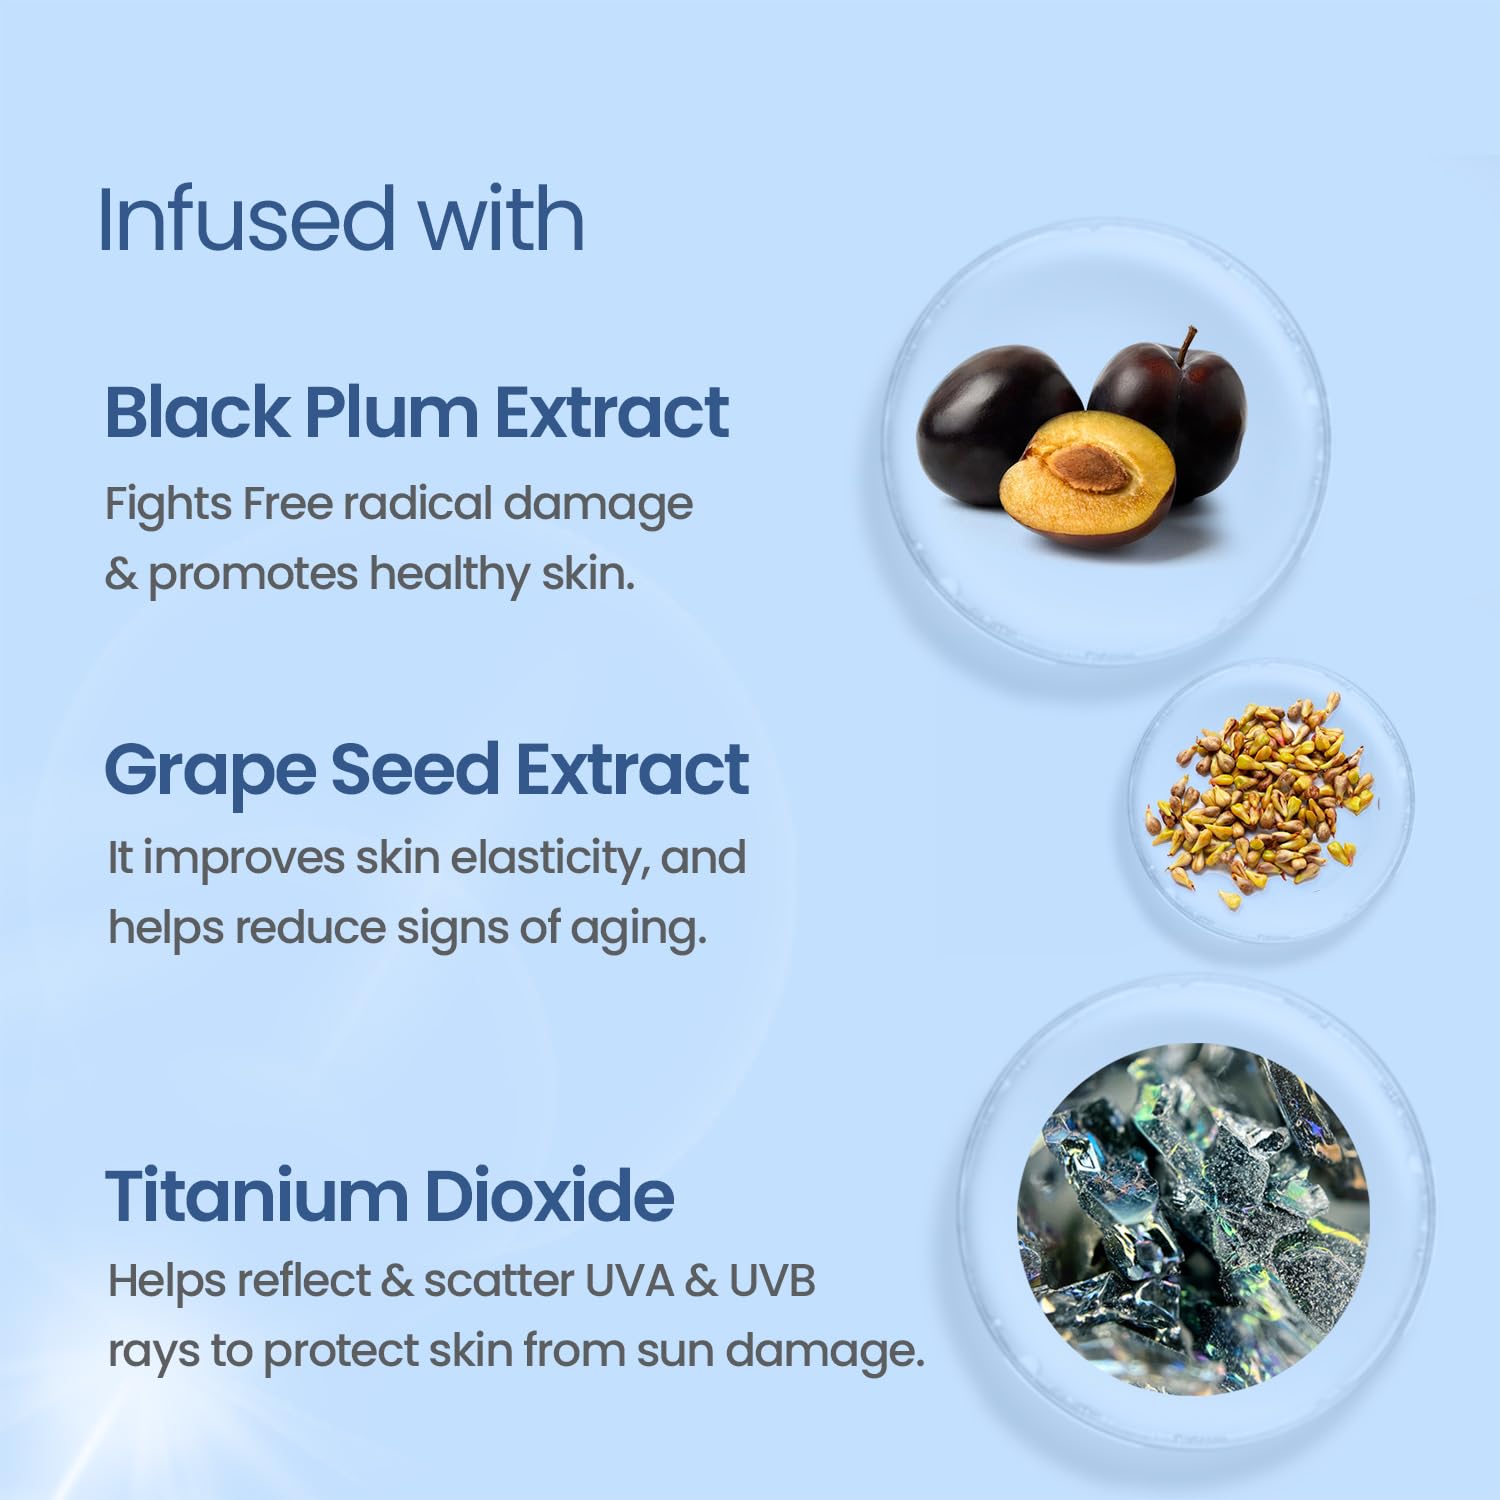 Infused with
Black Plum Extract
Fights Free radical damage
& promotes healthy skin.
Grape Seed Extract
It improves skin elasticity, and
helps reduce signs of aging.
Titanium Dioxide
Helps reflect & scatter UVA & UVB
rays to protect skin from sun damage.